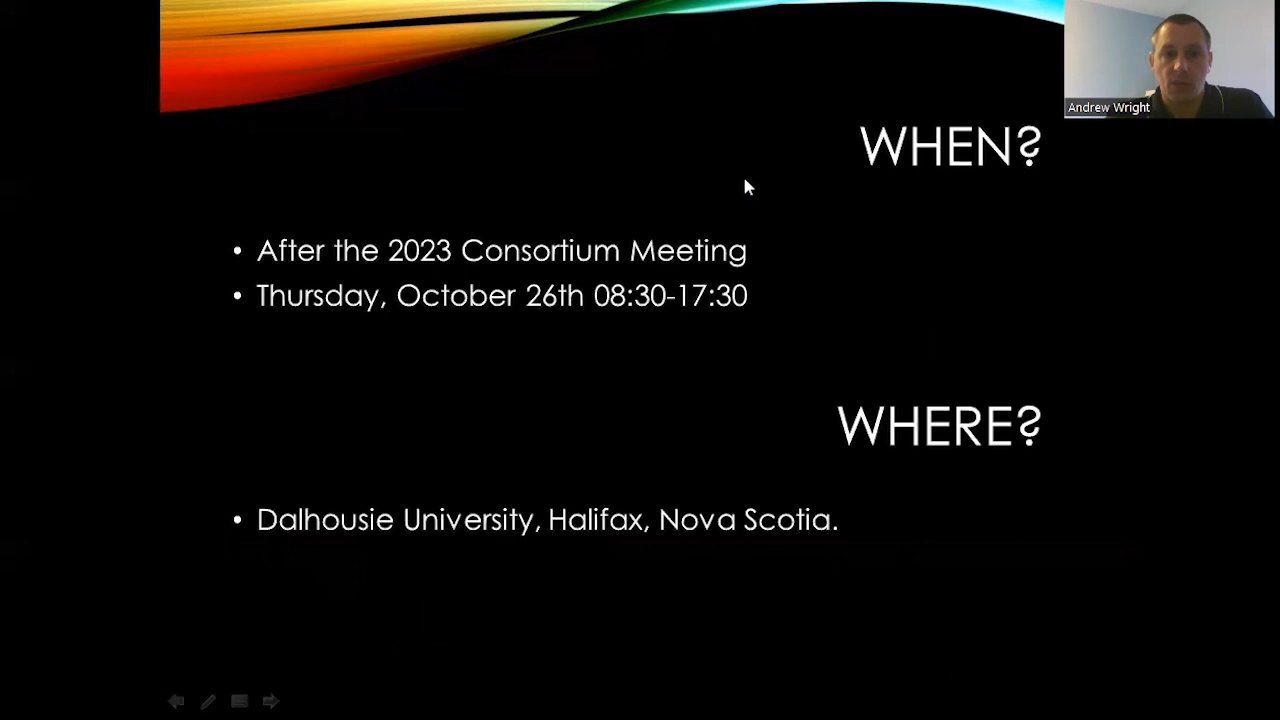 Andrew Wright
WHEN?
• After the 2023 Consortium Meeting
• Thursday, October 26th 08:30-17:30
WHERE?
• Dalhousie University, Halifax, Nova Scotia.